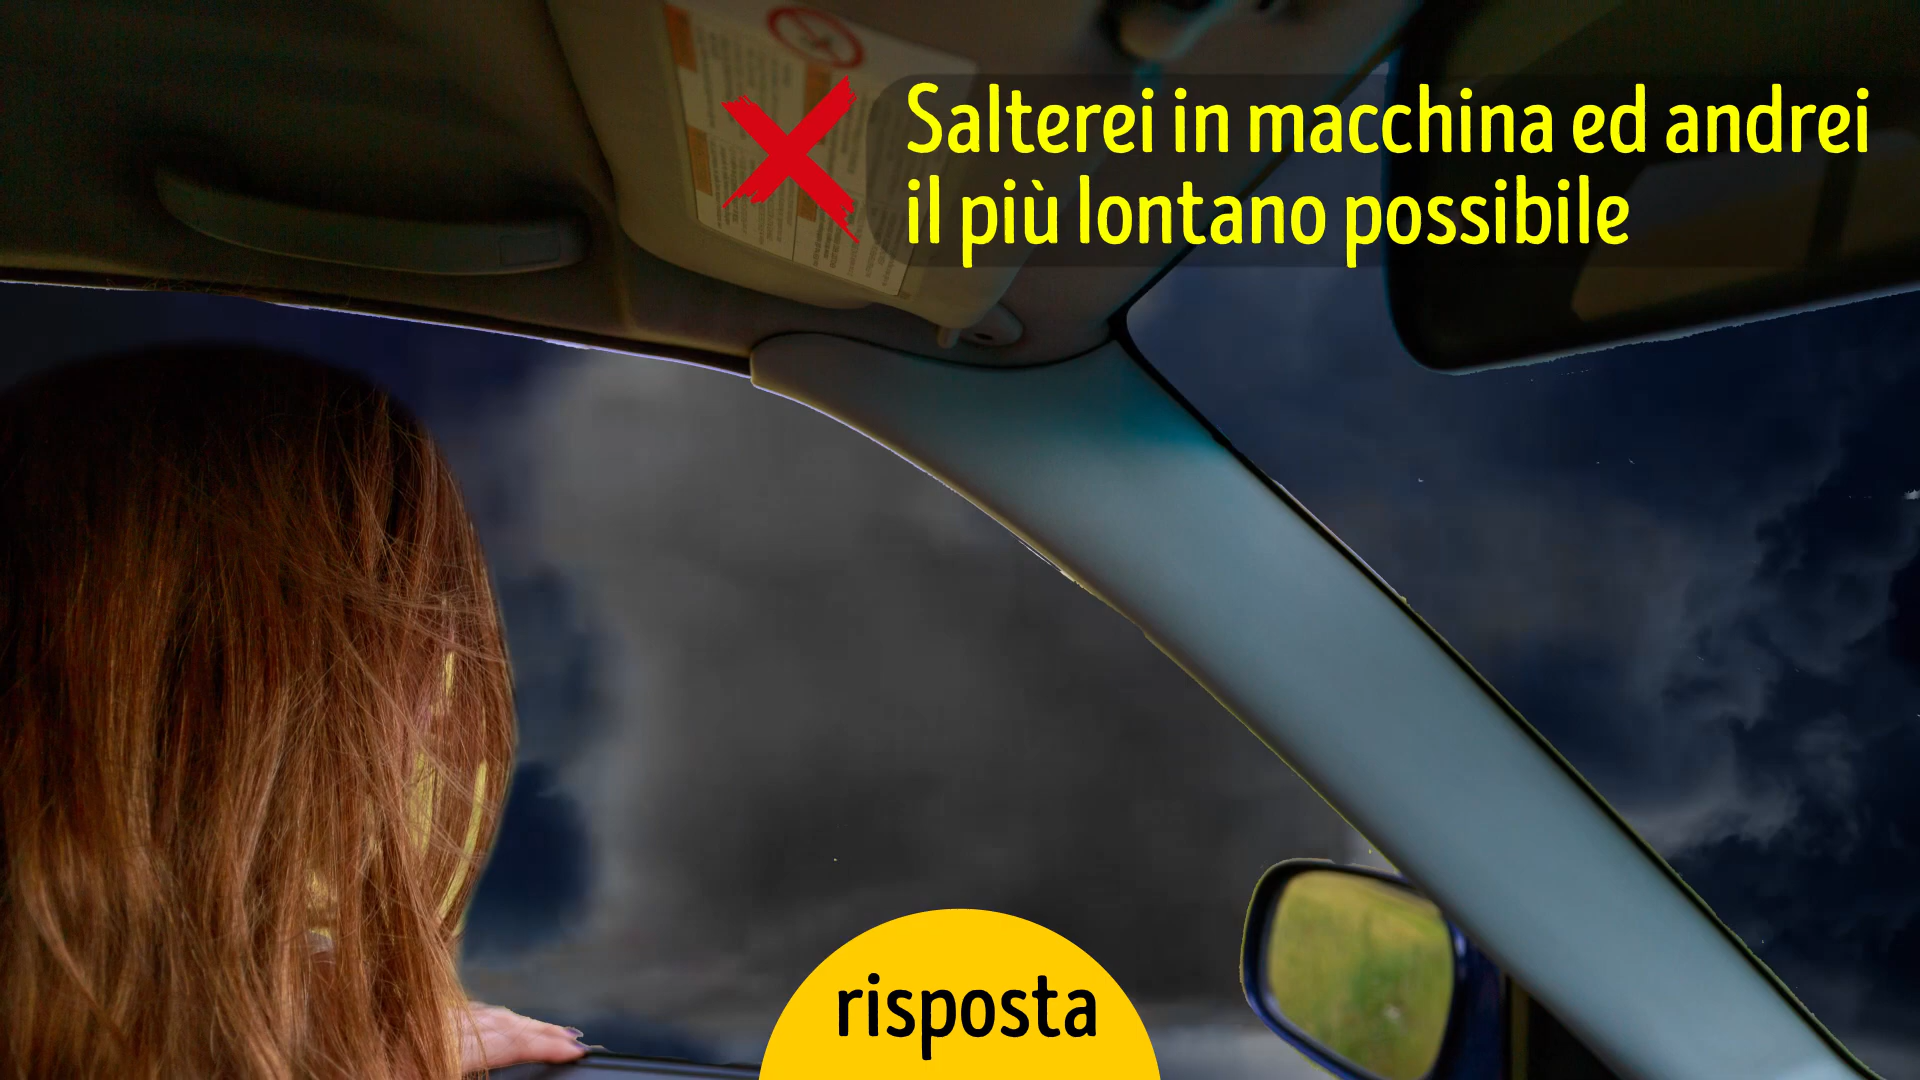 Salterei in macchina ed andrei
il più lontano possibile
risposta